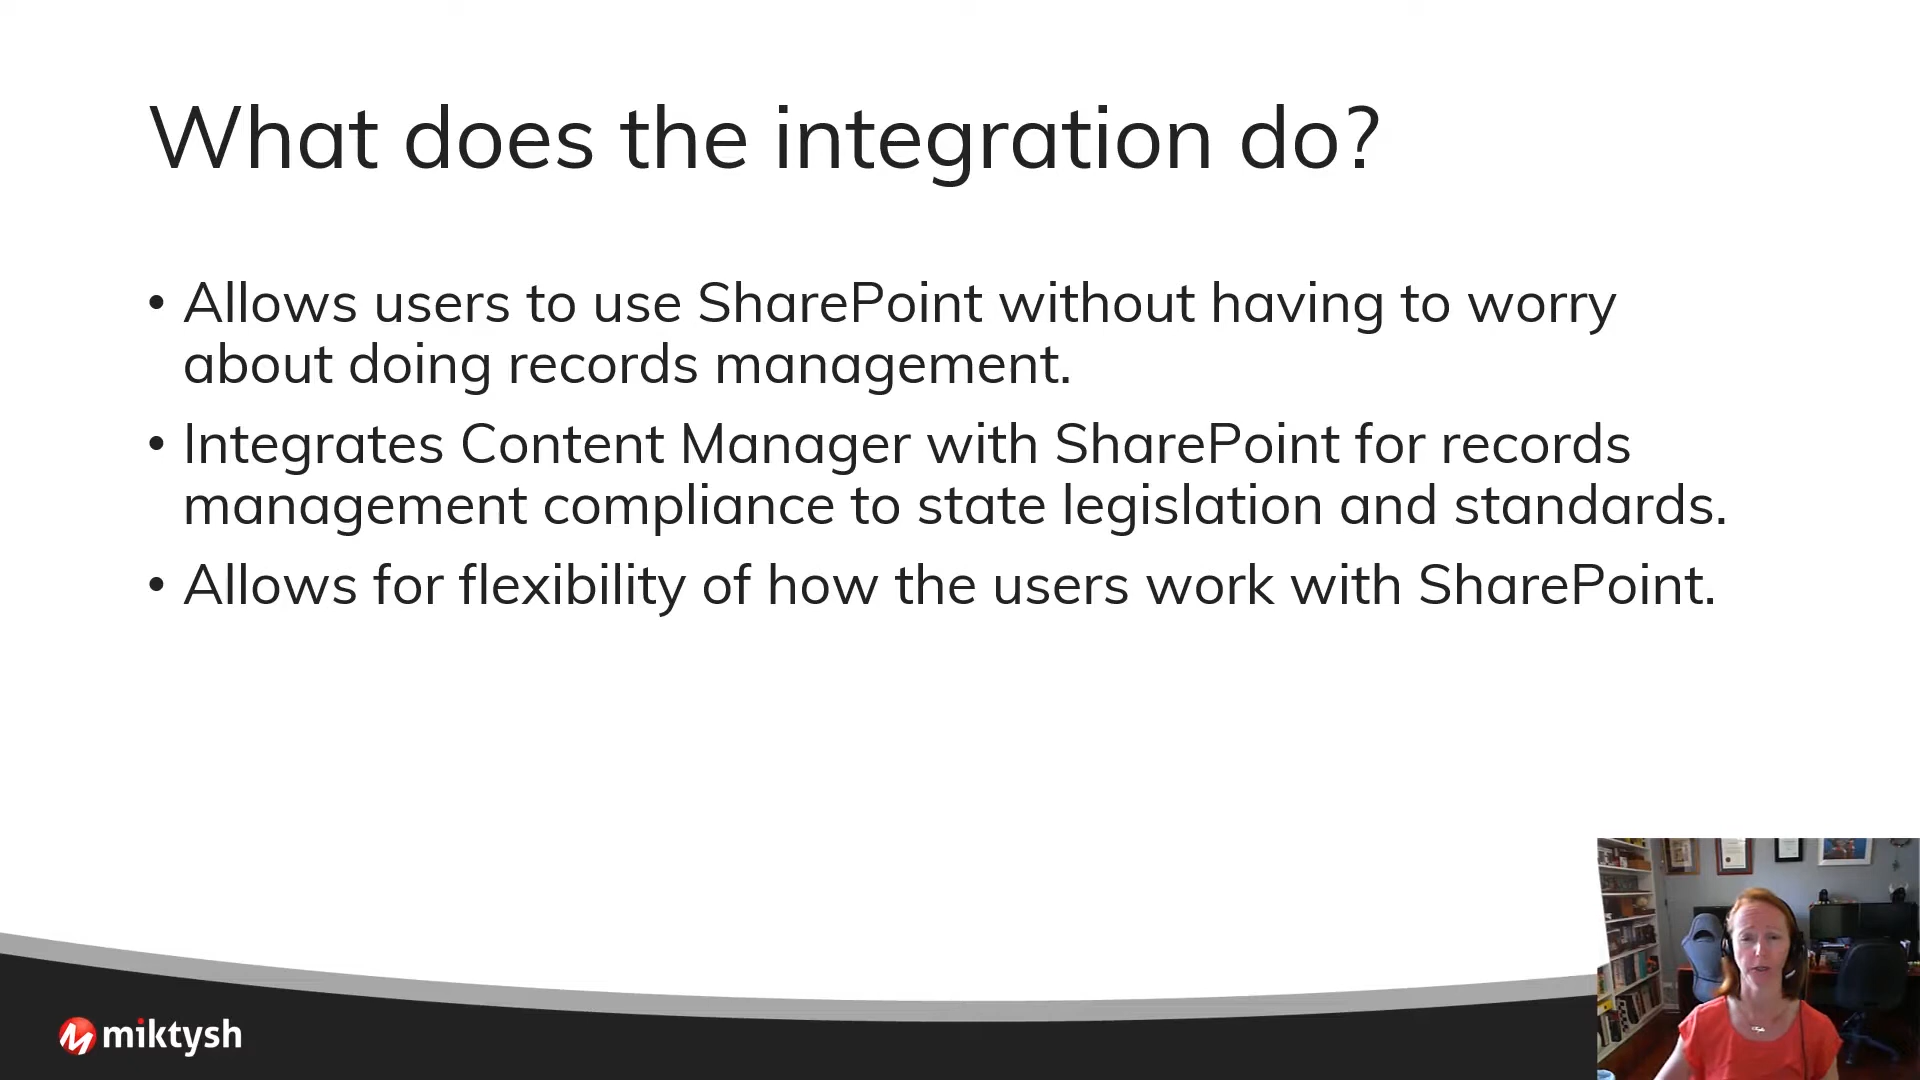 What does the integration do?
• Allows users to use SharePoint without having to worry
about doing records management.
• Integrates Content Manager with SharePoint for records
management compliance to state legislation and standards.
• Allows for flexibility of how the users work with SharePoint.
miktysh